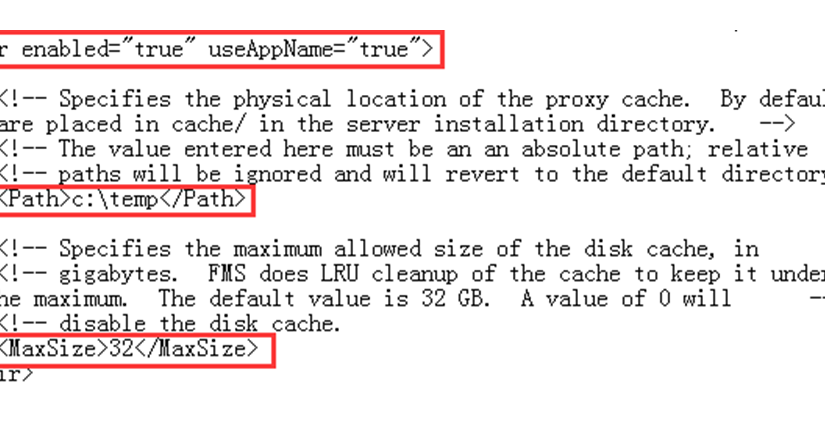 r enabled="true" useAppName="true">
<!-- Specifies the physical location of the proxy cache.  By defaul
are placed in cache/ in the server installation directory.   -->
<!-- The value entered here must be an an absolute path; relative
<!-- paths will be ignored and will revert to the default directory
<Path>c:\temp</Path>
<!-- Specifies the maximum allowed size of the disk cache, in
<!-- gigabytes.  FMS does LRU cleanup of the cache to keep it under
he maximum.  The default value is 32 GB.  A value of 0 will       --
<!-- disable the disk cache.
<MaxSize>32</MaxSize>
ir>